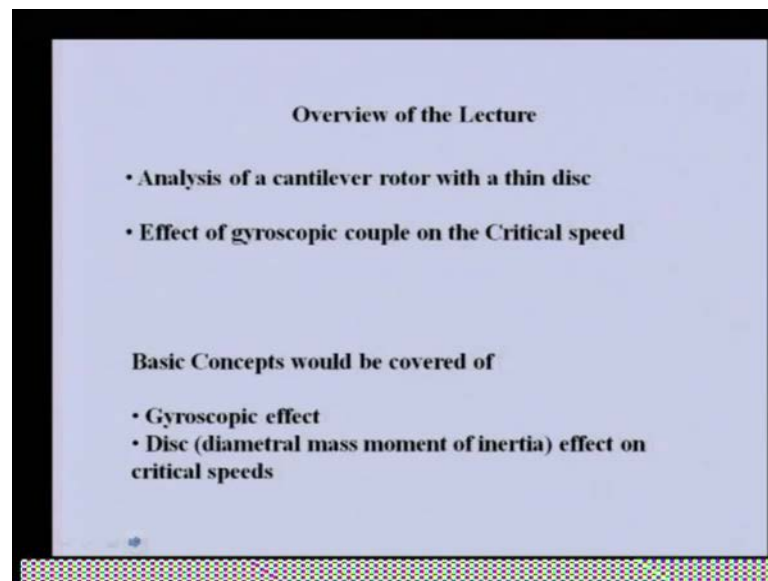 Overview of the Lecture
• Analysis of a cantilever rotor with a thin disc
• Effect of gyroscopic couple on the Critical speed
Basic Concepts would be covered of
• Gyroscopic effect
• Disc (diametral mass moment of inertia) effect on
critical speeds